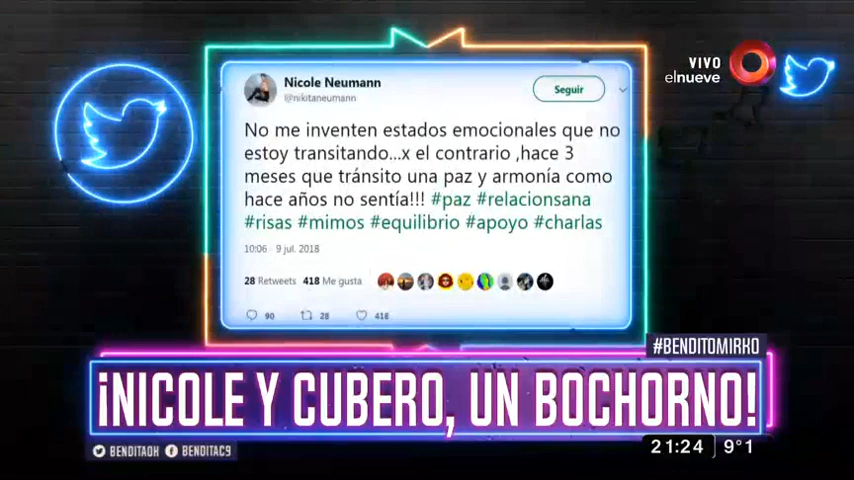 VIVO
elnueve
Nicole Neumann
@nikitaneumann
Seguir
No me inventen estados emocionales que no
estoy transitando...x el contrario ,hace 3
meses que tránsito una paz y armonía como
hace años no sentía!!! #paz #relacionsana
#risas #mimos #equilibrio #apoyo #charlas
10:06 - 9 jul. 2018
28 Retweets 418 Me gusta
90 28 418
#BENDITOMIRKO
¡NICOLE Y CUBERO, UN BOCHORNO!
BENDITAOK BENDITAC9
21:24 9°1